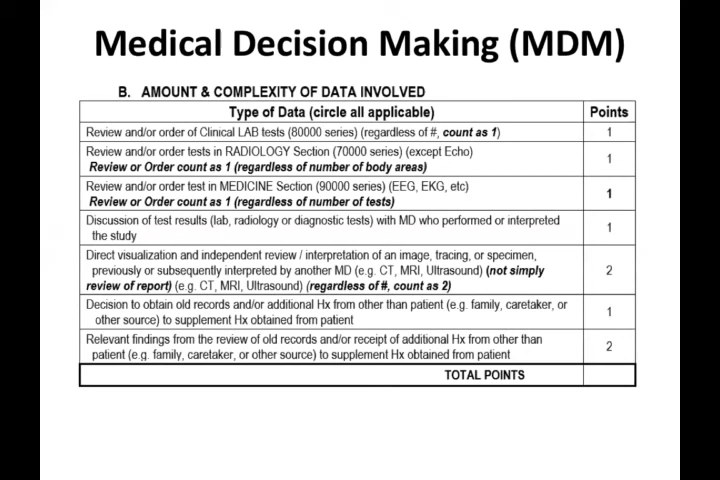 Medical Decision Making (MDM)
B. AMOUNT & COMPLEXITY OF DATA INVOLVED
Type of Data (circle all applicable) Points
Review and/or order of Clinical LAB tests (80000 series) (regardless of #, count as 1) 1
Review and/or order tests in RADIOLOGY Section (70000 series) (except Echo)
Review or Order count as 1 (regardless of number of body areas) 1
Review and/or order test in MEDICINE Section (90000 series) (EEG, EKG, etc)
Review or Order count as 1 (regardless of number of tests) 1
Discussion of test results (lab, radiology or diagnostic tests) with MD who performed or interpreted
the study 1
Direct visualization and independent review / interpretation of an image, tracing, or specimen,
previously or subsequently interpreted by another MD (e.g. CT, MRI, Ultrasound) (not simply
review of report) (e.g. CT, MRI, Ultrasound) (regardless of #, count as 2) 2
Decision to obtain old records and/or additional Hx from other than patient (e.g. family, caretaker, or
other source) to supplement Hx obtained from patient 1
Relevant findings from the review of old records and/or receipt of additional Hx from other than
patient (e.g. family, caretaker, or other source) to supplement Hx obtained from patient 2
TOTAL POINTS